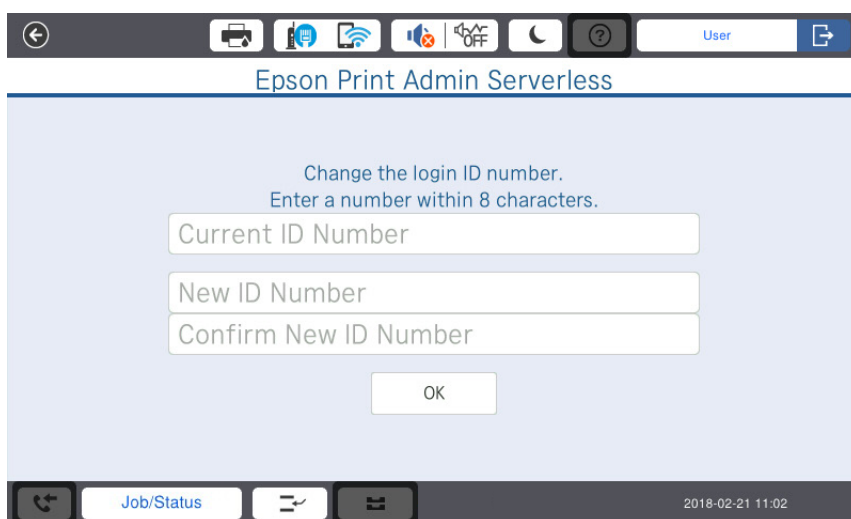 OFF
?
User
Epson Print Admin Serverless
Change the login ID number.
Enter a number within 8 characters.
Current ID Number
New ID Number
Confirm New ID Number
OK
Job/Status
2018-02-21 11:02